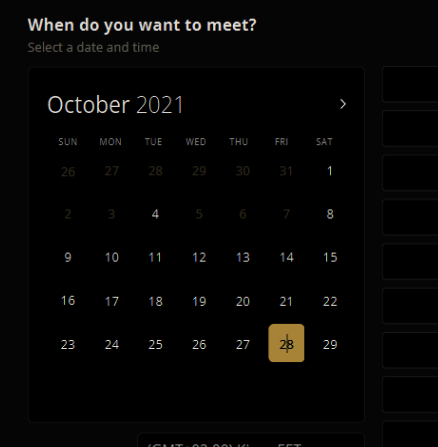 When do you want to meet?
Select a date and time
October 2021
SUN MON TUE WED THU FRI SAT
26 27 28 29 30 31 1
2 3 4 5 6 7 8
9 10 11 12 13 14 15
16 17 18 19 20 21 22
23 24 25 26 27 28 29